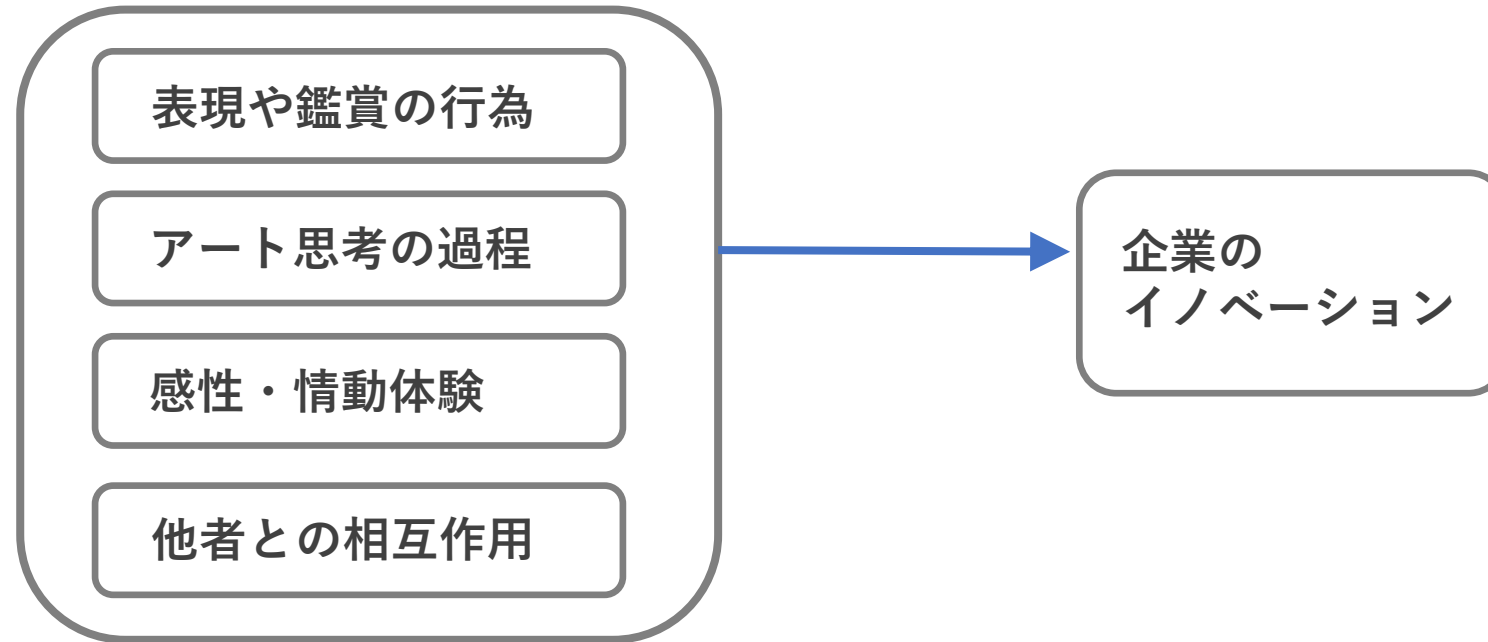 表現や鑑賞の行為
アート思考の過程
感性・情動体験
他者との相互作用
企業の
イノベーション